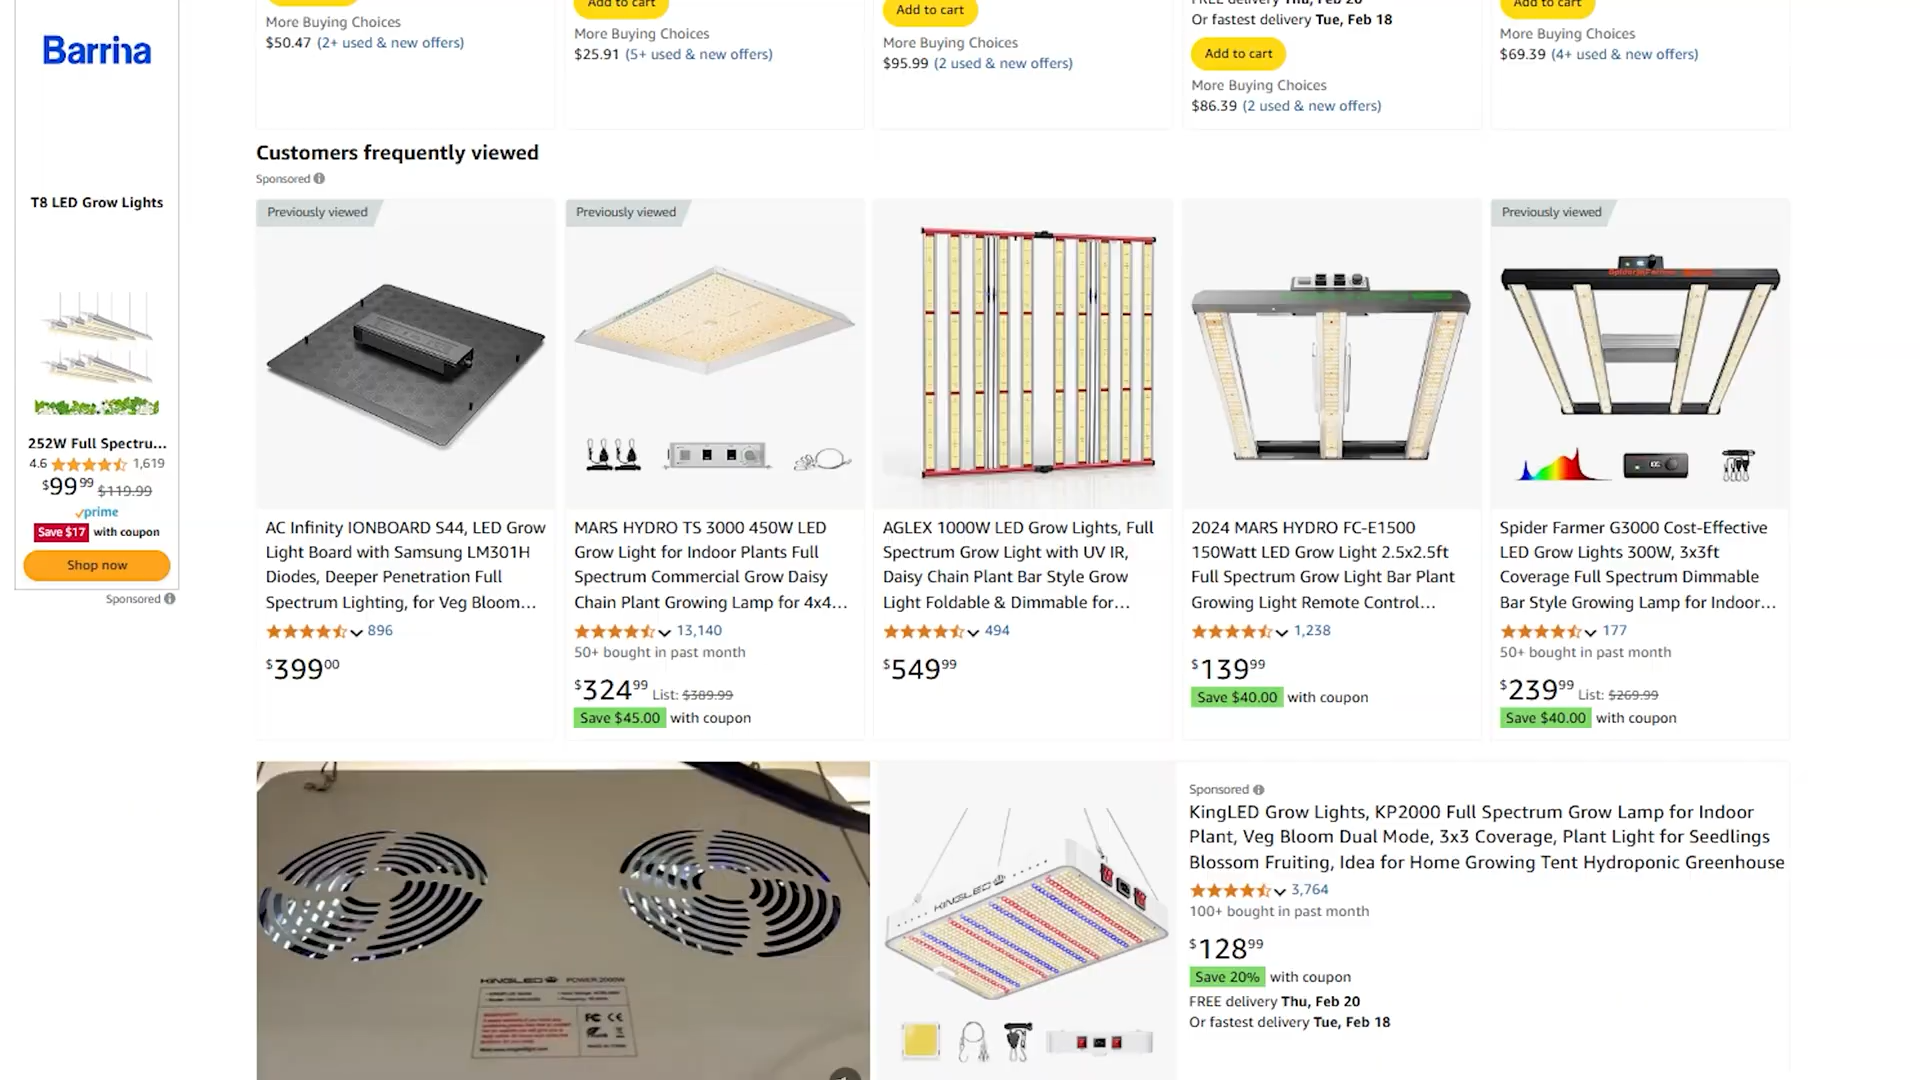 Barrina
T8 LED Grow Lights
252W Full Spectru...
4.6 1,619
$99.99 $119.99
prime
Save $17 with coupon
Shop now
Sponsored
More Buying Choices
$50.47 (2+ used & new offers)
Add to cart
More Buying Choices
$25.91 (5+ used & new offers)
Add to cart
More Buying Choices
$95.99 (2 used & new offers)
FREE delivery Thu, Feb 20
Or fastest delivery Tue, Feb 18
Add to cart
More Buying Choices
$86.39 (2 used & new offers)
Add to cart
More Buying Choices
$69.39 (4+ used & new offers)
Customers frequently viewed
Sponsored
Previously viewed
AC Infinity IONBOARD S44, LED Grow
Light Board with Samsung LM301H
Diodes, Deeper Penetration Full
Spectrum Lighting, for Veg Bloom...
896
$399.00
Previously viewed
MARS HYDRO TS 3000 450W LED
Grow Light for Indoor Plants Full
Spectrum Commercial Grow Daisy
Chain Plant Growing Lamp for 4x4...
13,140
50+ bought in past month
$324.99 List: $389.99
Save $45.00 with coupon
AGLEX 1000W LED Grow Lights, Full
Spectrum Grow Light with UV IR,
Daisy Chain Plant Bar Style Grow
Light Foldable & Dimmable for...
494
$549.99
2024 MARS HYDRO FC-E1500
150Watt LED Grow Light 2.5x2.5ft
Full Spectrum Grow Light Bar Plant
Growing Light Remote Control...
1,238
$139.99
Save $40.00 with coupon
Previously viewed
Spider Farmer
Spider Farmer G3000 Cost-Effective
LED Grow Lights 300W, 3x3ft
Coverage Full Spectrum Dimmable
Bar Style Growing Lamp for Indoor...
177
50+ bought in past month
$239.99 List: $269.99
Save $40.00 with coupon
KINGLED POWER:2000W
FC CE
KINGLED
Sponsored
KingLED Grow Lights, KP2000 Full Spectrum Grow Lamp for Indoor
Plant, Veg Bloom Dual Mode, 3x3 Coverage, Plant Light for Seedlings
Blossom Fruiting, Idea for Home Growing Tent Hydroponic Greenhouse
3,764
100+ bought in past month
$128.99
Save 20% with coupon
FREE delivery Thu, Feb 20
Or fastest delivery Tue, Feb 18